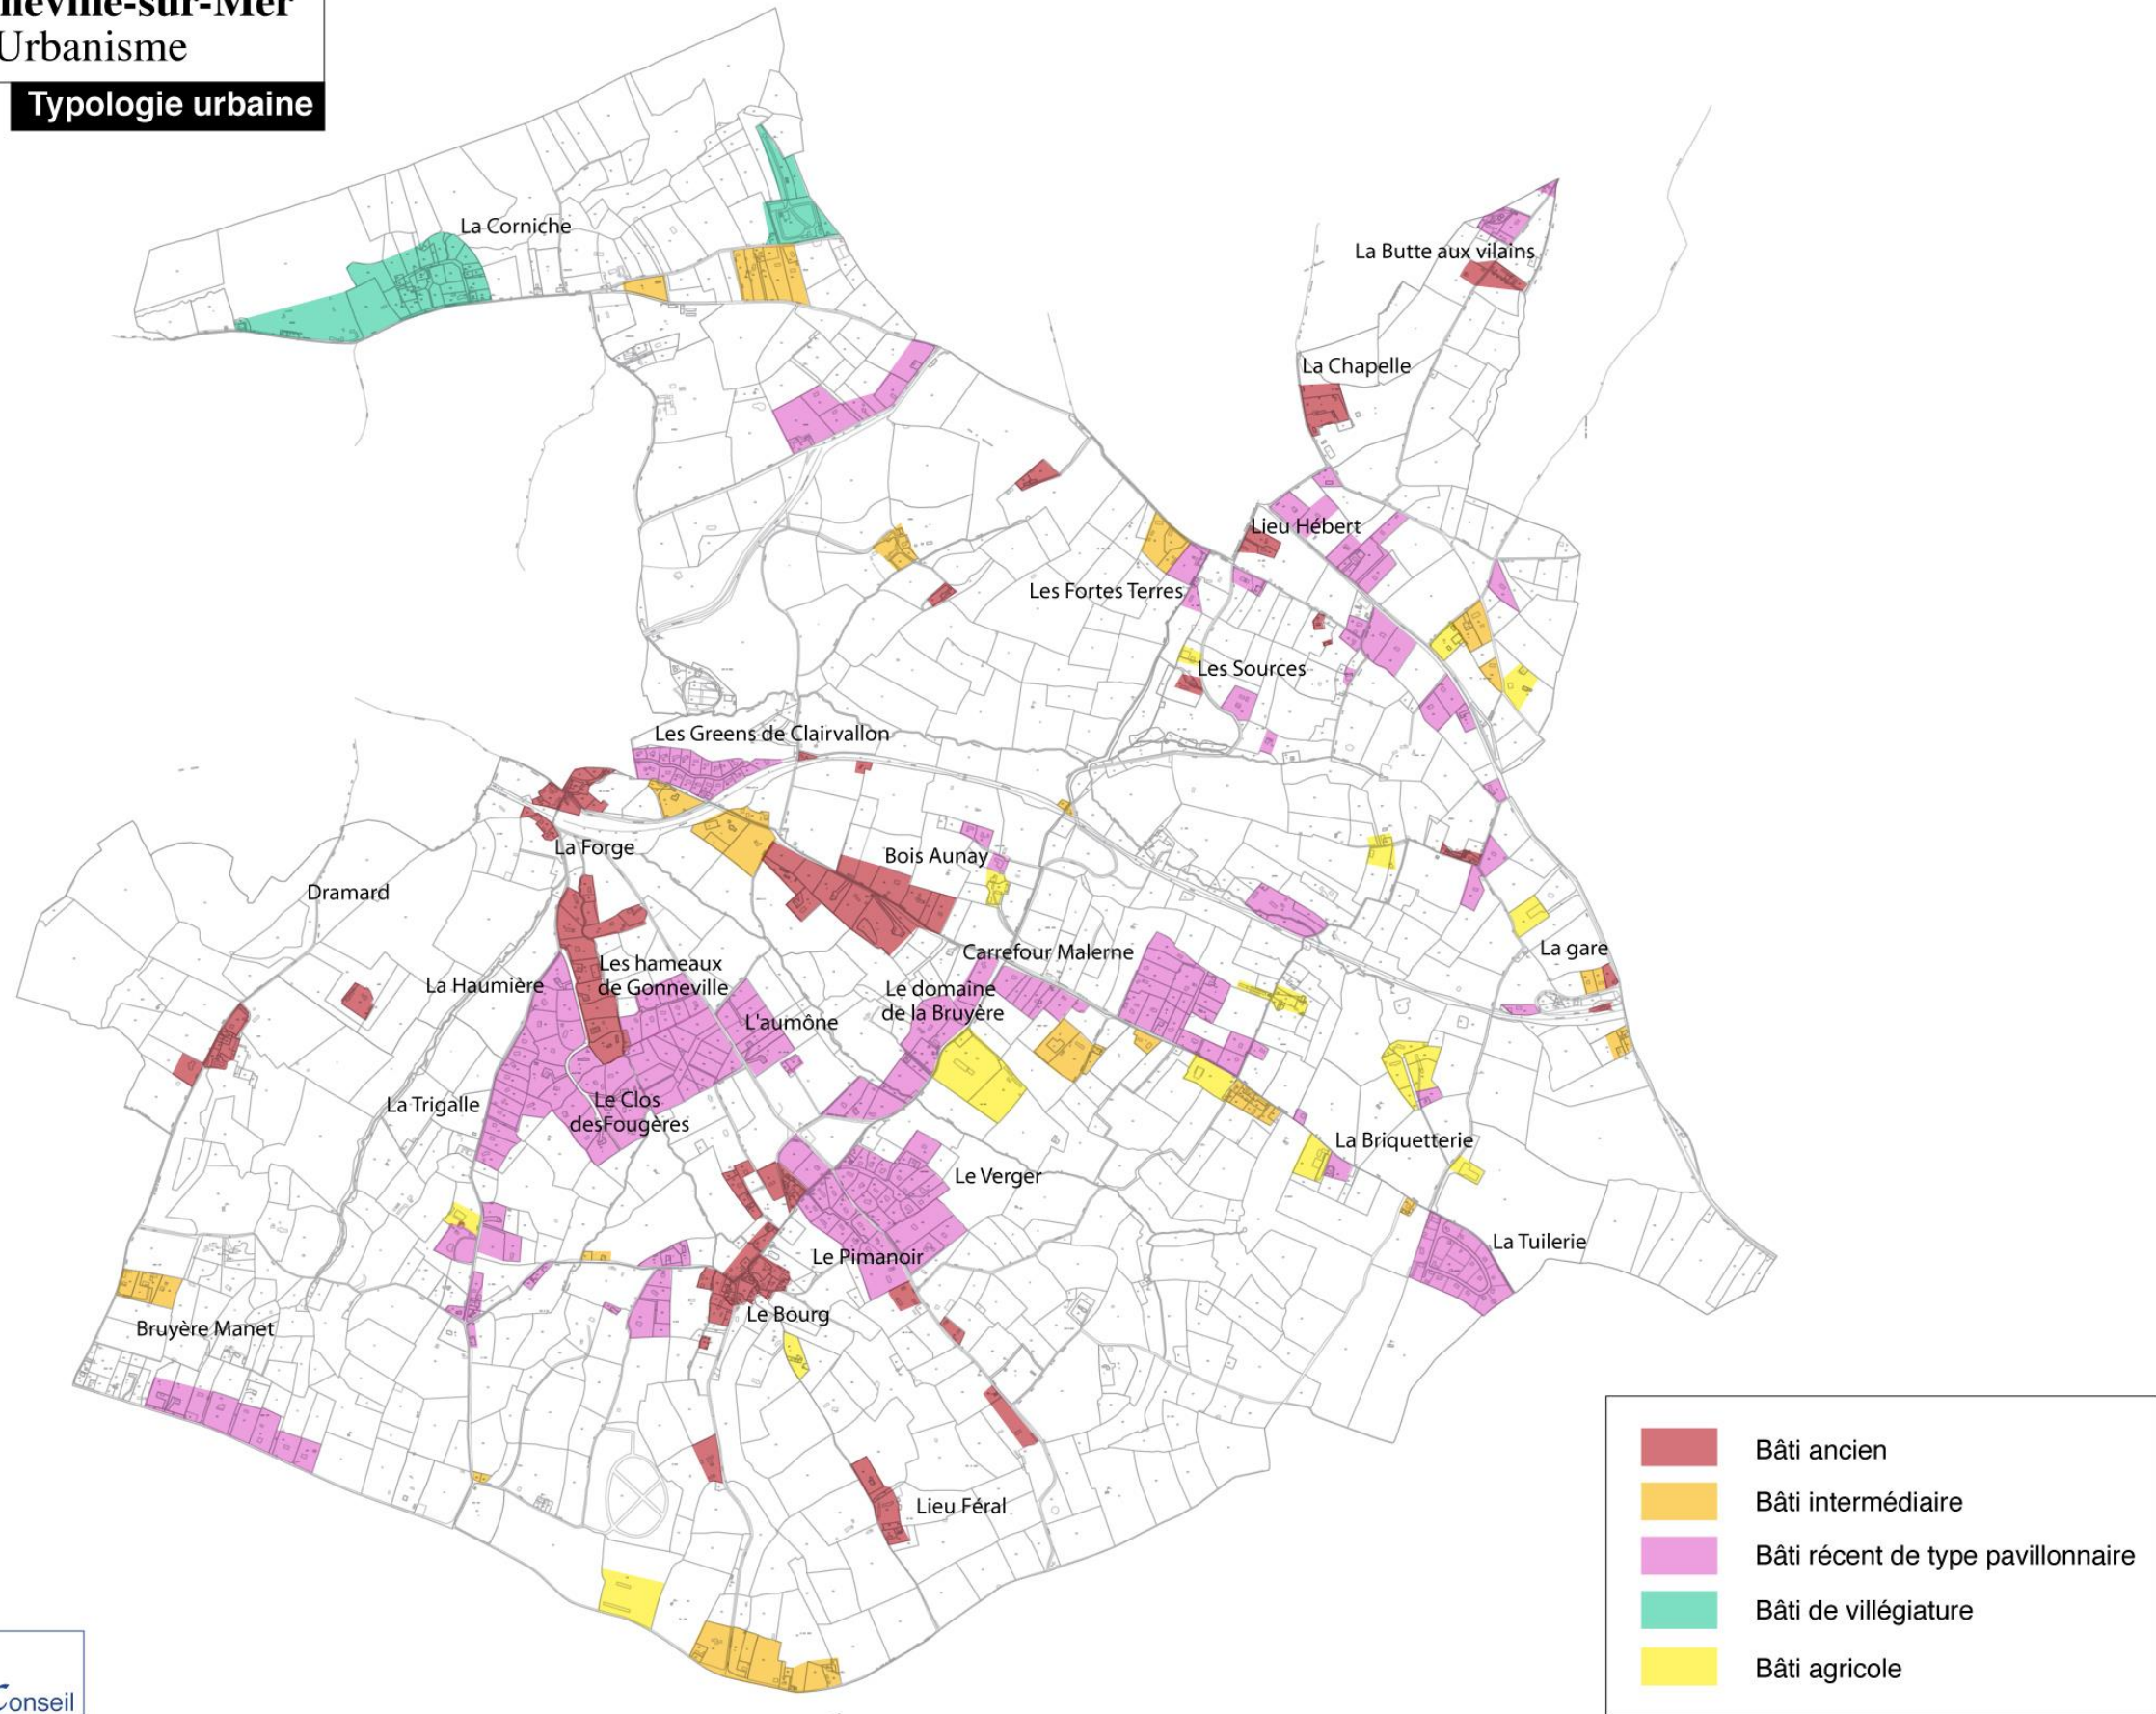 neville-sur-Mer
Urbanisme
Typologie urbaine
La Corniche
La Butte aux vilains
La Chapelle
Lieu Hébert
Les Fortes Terres
Les Sources
Les Greens de Clairvallon
La Forge
Bois Aunay
Dramard
La gare
Carrefour Malerne
Les hameaux
de Gonneville
La Haumière
Le domaine
de la Bruyère
L'aumône
La Trigalle
Le Clos
desFougères
La Briquetterie
Le Verger
La Tuilerie
Le Pimanoir
Le Bourg
Bruyère Manet
Lieu Féral
Bâti ancien
Bâti intermédiaire
Bâti récent de type pavillonnaire
Bâti de villégiature
Bâti agricole
Conseil